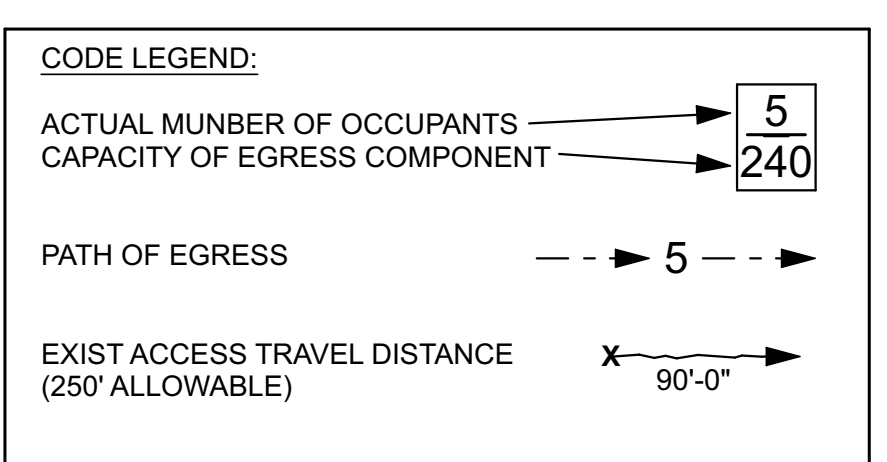 CODE LEGEND:
ACTUAL MUNBER OF OCCUPANTS
5
CAPACITY OF EGRESS COMPONENT
240
PATH OF EGRESS
5
EXIST ACCESS TRAVEL DISTANCE
(250' ALLOWABLE)
X
90'-0"